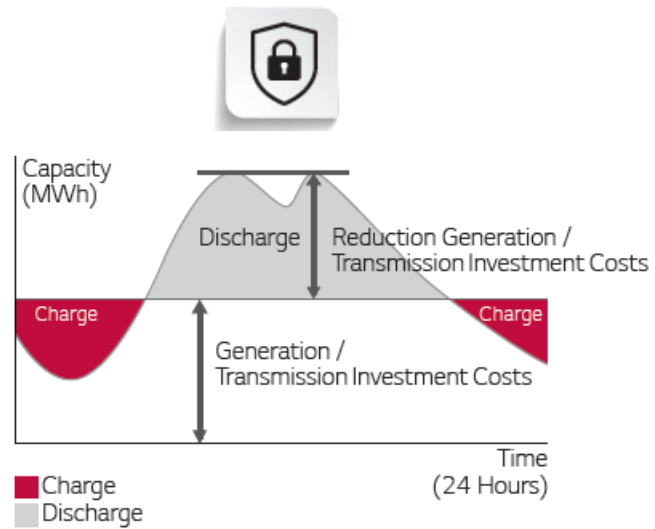 Capacity
(MWh)
Discharge
Reduction Generation /
Transmission Investment Costs
Charge
Charge
Generation /
Transmission Investment Costs
Time
(24 Hours)
Charge
Discharge